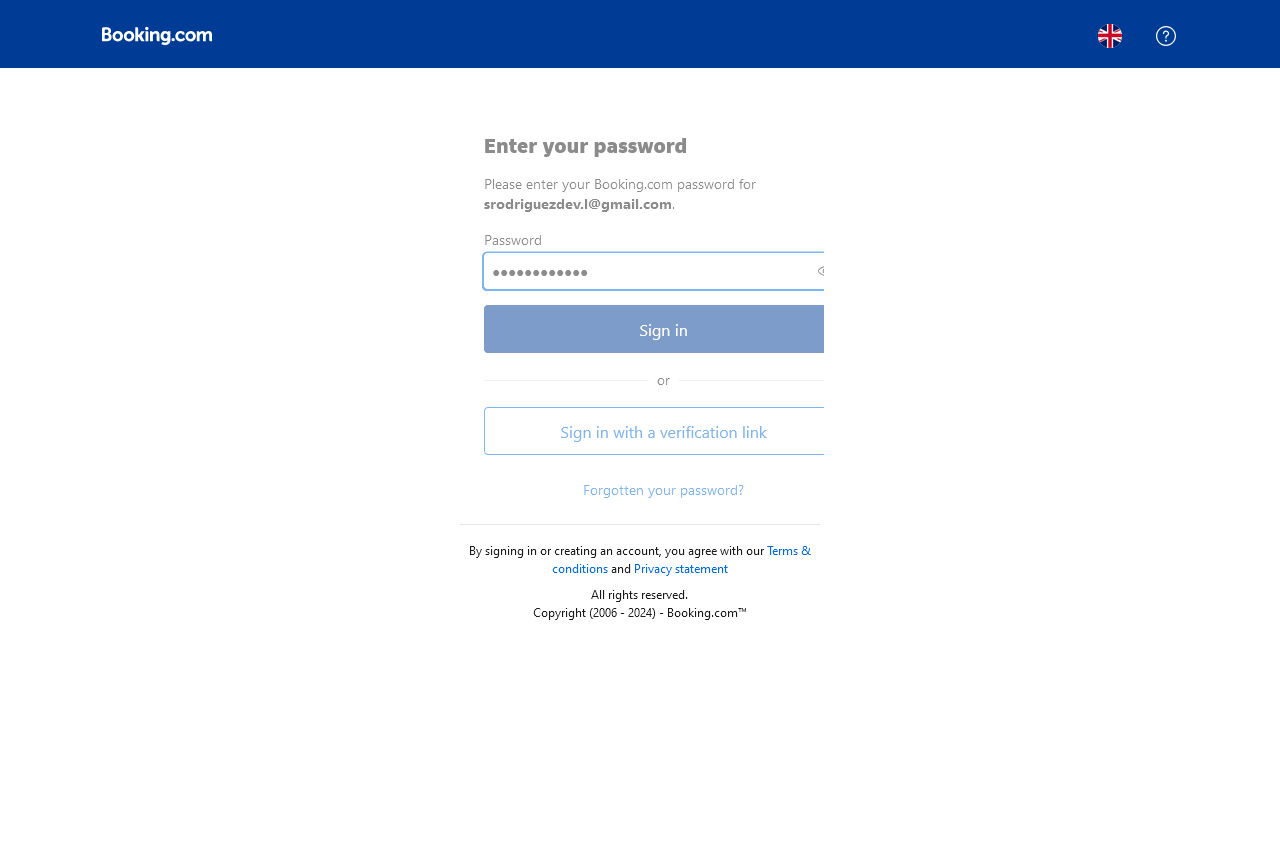 Booking.com
Enter your password
Please enter your Booking.com password for
srodriguezdev.l@gmail.com.
Password
••••••••••••
Sign in
or
Sign in with a verification link
Forgotten your password?
By signing in or creating an account, you agree with our Terms &
conditions and Privacy statement
All rights reserved.
Copyright (2006 - 2024) - Booking.com™